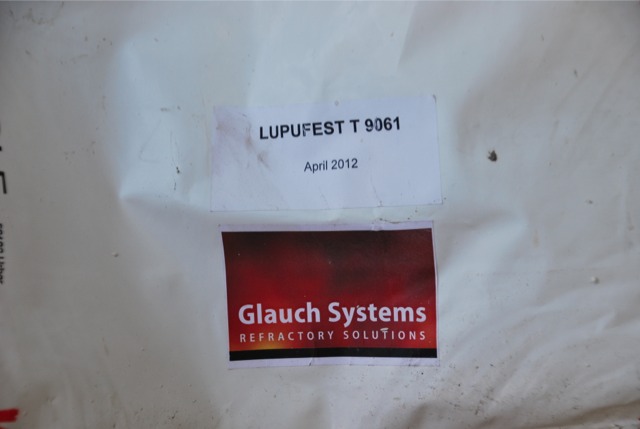 LUPUFEST T 9061
April 2012
Glauch Systems
REFRACTORY SOLUTIONS